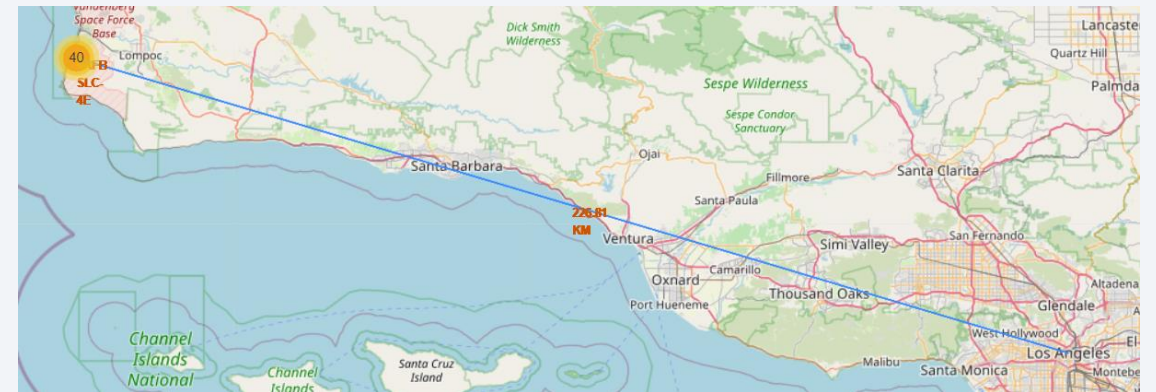 Vandenberg
Space Force
Base
40
Lompoc
SLC-
4E
Dick Smith
Wilderness
Lancaste
Quartz Hill
Palmda
Sespe Wilderness
Sespe Condor
Sanctuary
Ojai
Santa Barbara
Fillmore
Santa Clarita
Santa Paula
KM
Ventura
San Fernando
Simi Valley
Camarillo
Oxnard
Thousand Oaks
Port Hueneme
Altadena
Glendale
A
West Hollywood
El-
Los Angeles
Malibu
Santa Monica
Montebe
Channel
Islands
National
Channel
Islands
Santa Cruz
Island